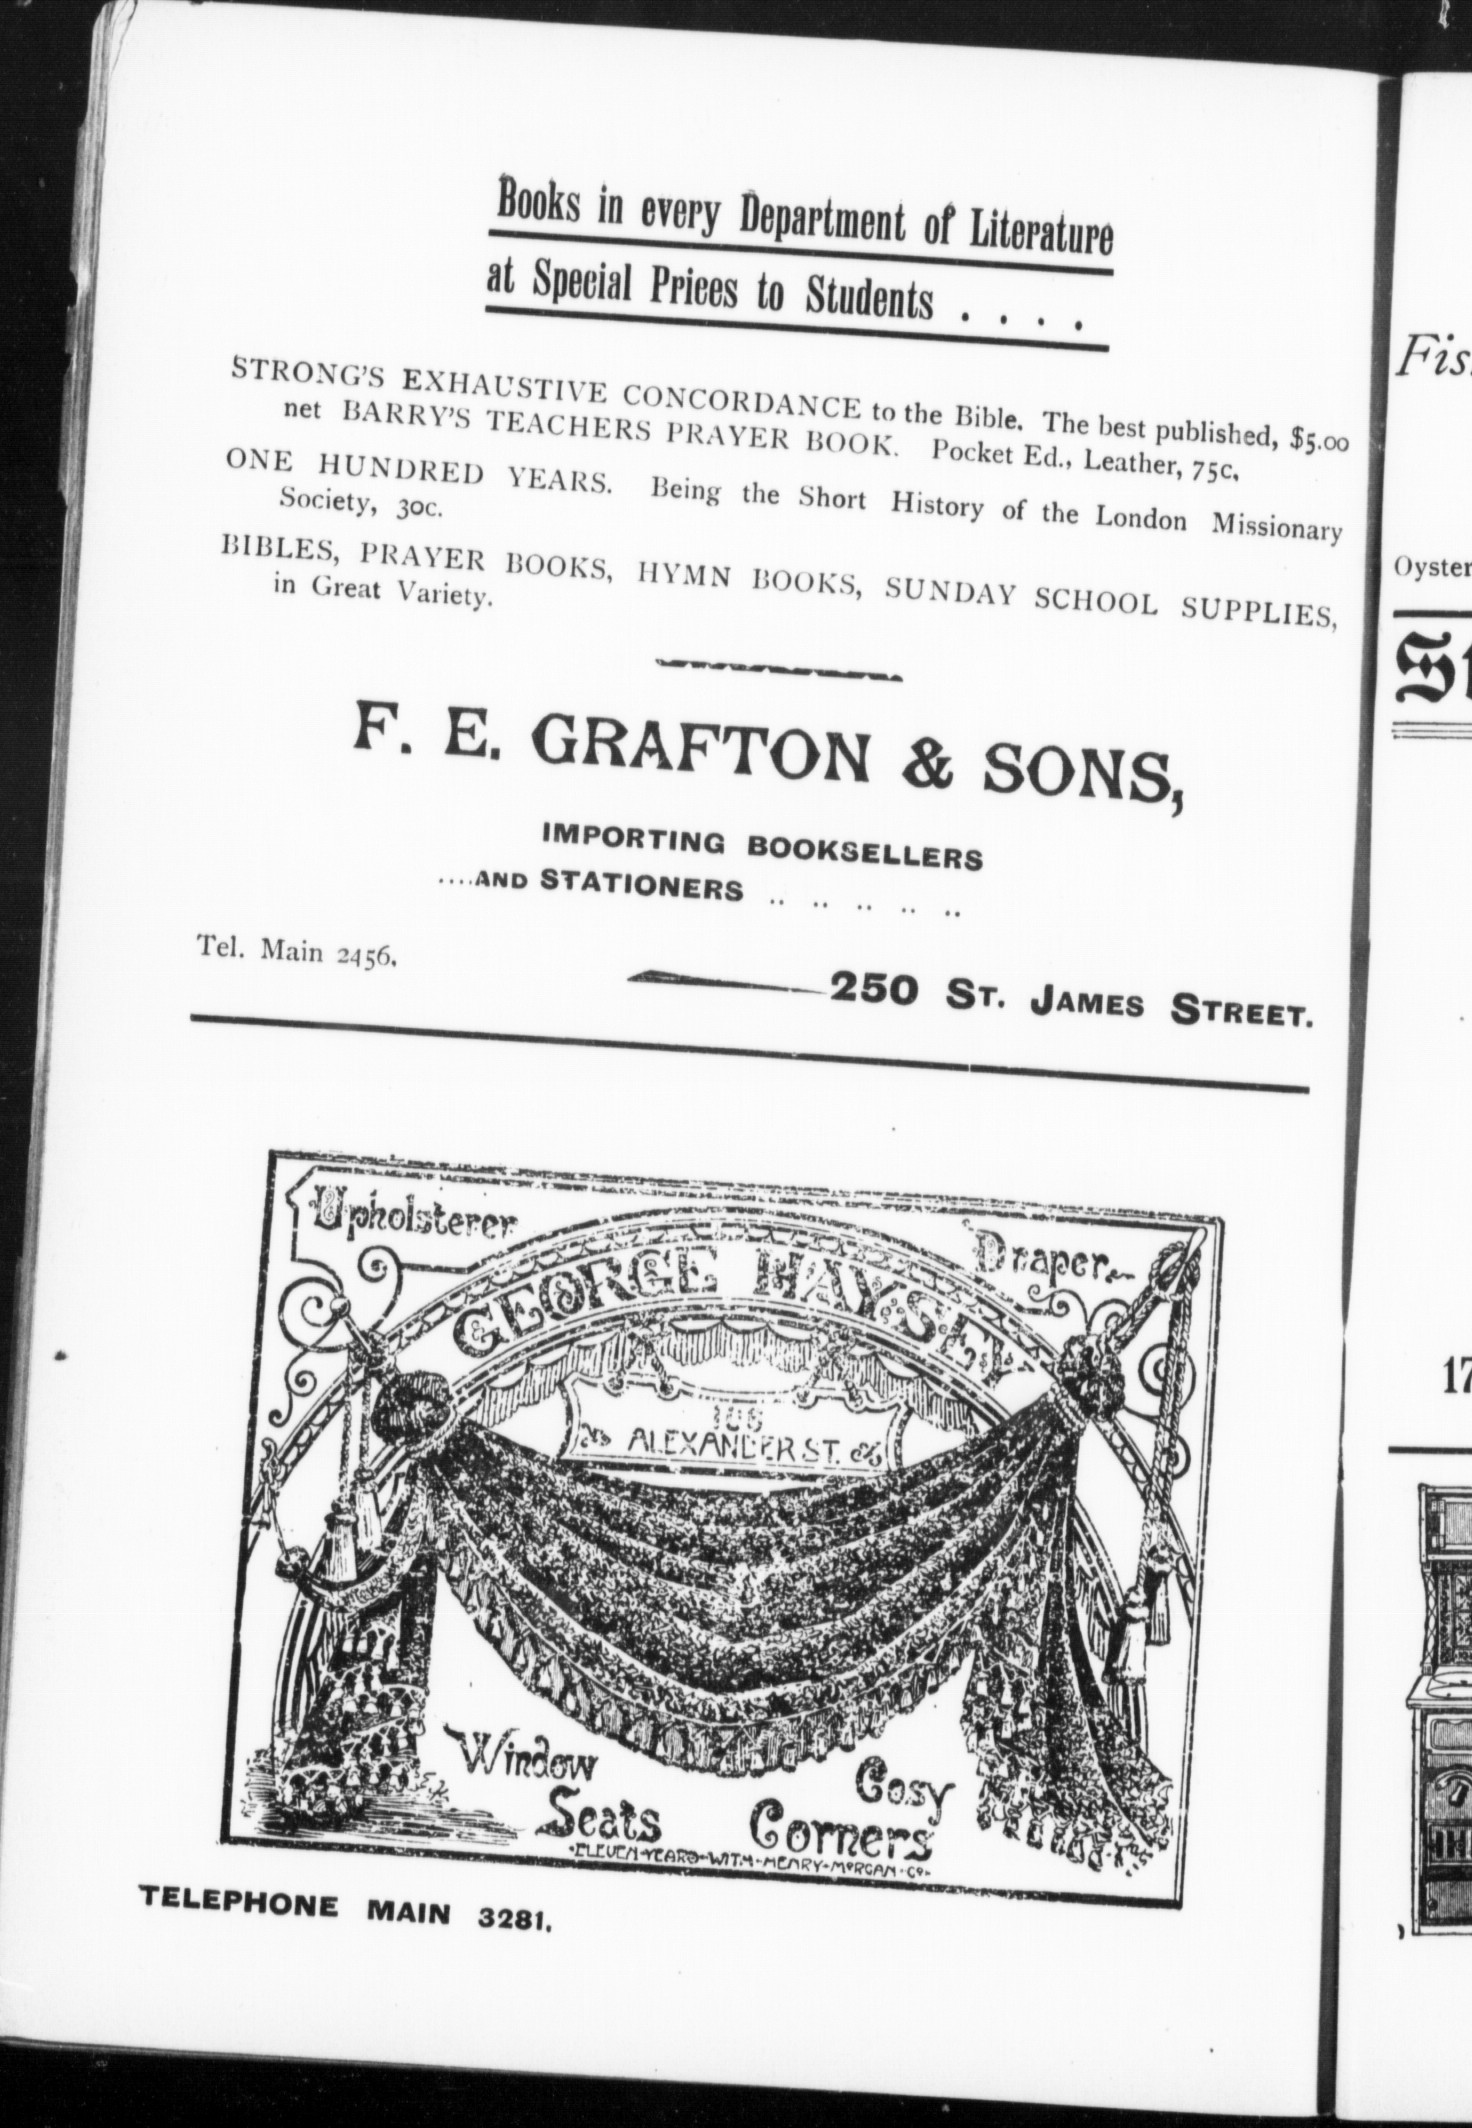 Books in every Department of Literature
at Special Prices to Students . . . .
STRONG'S EXHAUSTIVE CONCORDANCE to the Bible. The best published, $5.00
net BARRY'S TEACHERS PRAYER BOOK. Pocket Ed., Leather, 75c.
ONE HUNDRED YEARS. Being the Short History of the London Missionary
Society, 30c.
BIBLES, PRAYER BOOKS, HYMN BOOKS, SUNDAY SCHOOL SUPPLIES,
in Great Variety.
F. E. GRAFTON & SONS,
IMPORTING BOOKSELLERS
....AND STATIONERS .. .. .. .. ..
Tel. Main 2456.
250 ST. JAMES STREET.
Upholsterer
Draper
GEORGE HAYSEY
ALEXANDER ST.
Window
Seats
Cosy
Corners
ELEVEN YEARS WITH HENRY MORGAN Co.
TELEPHONE MAIN 3281.
Fis
Oyster
St
17